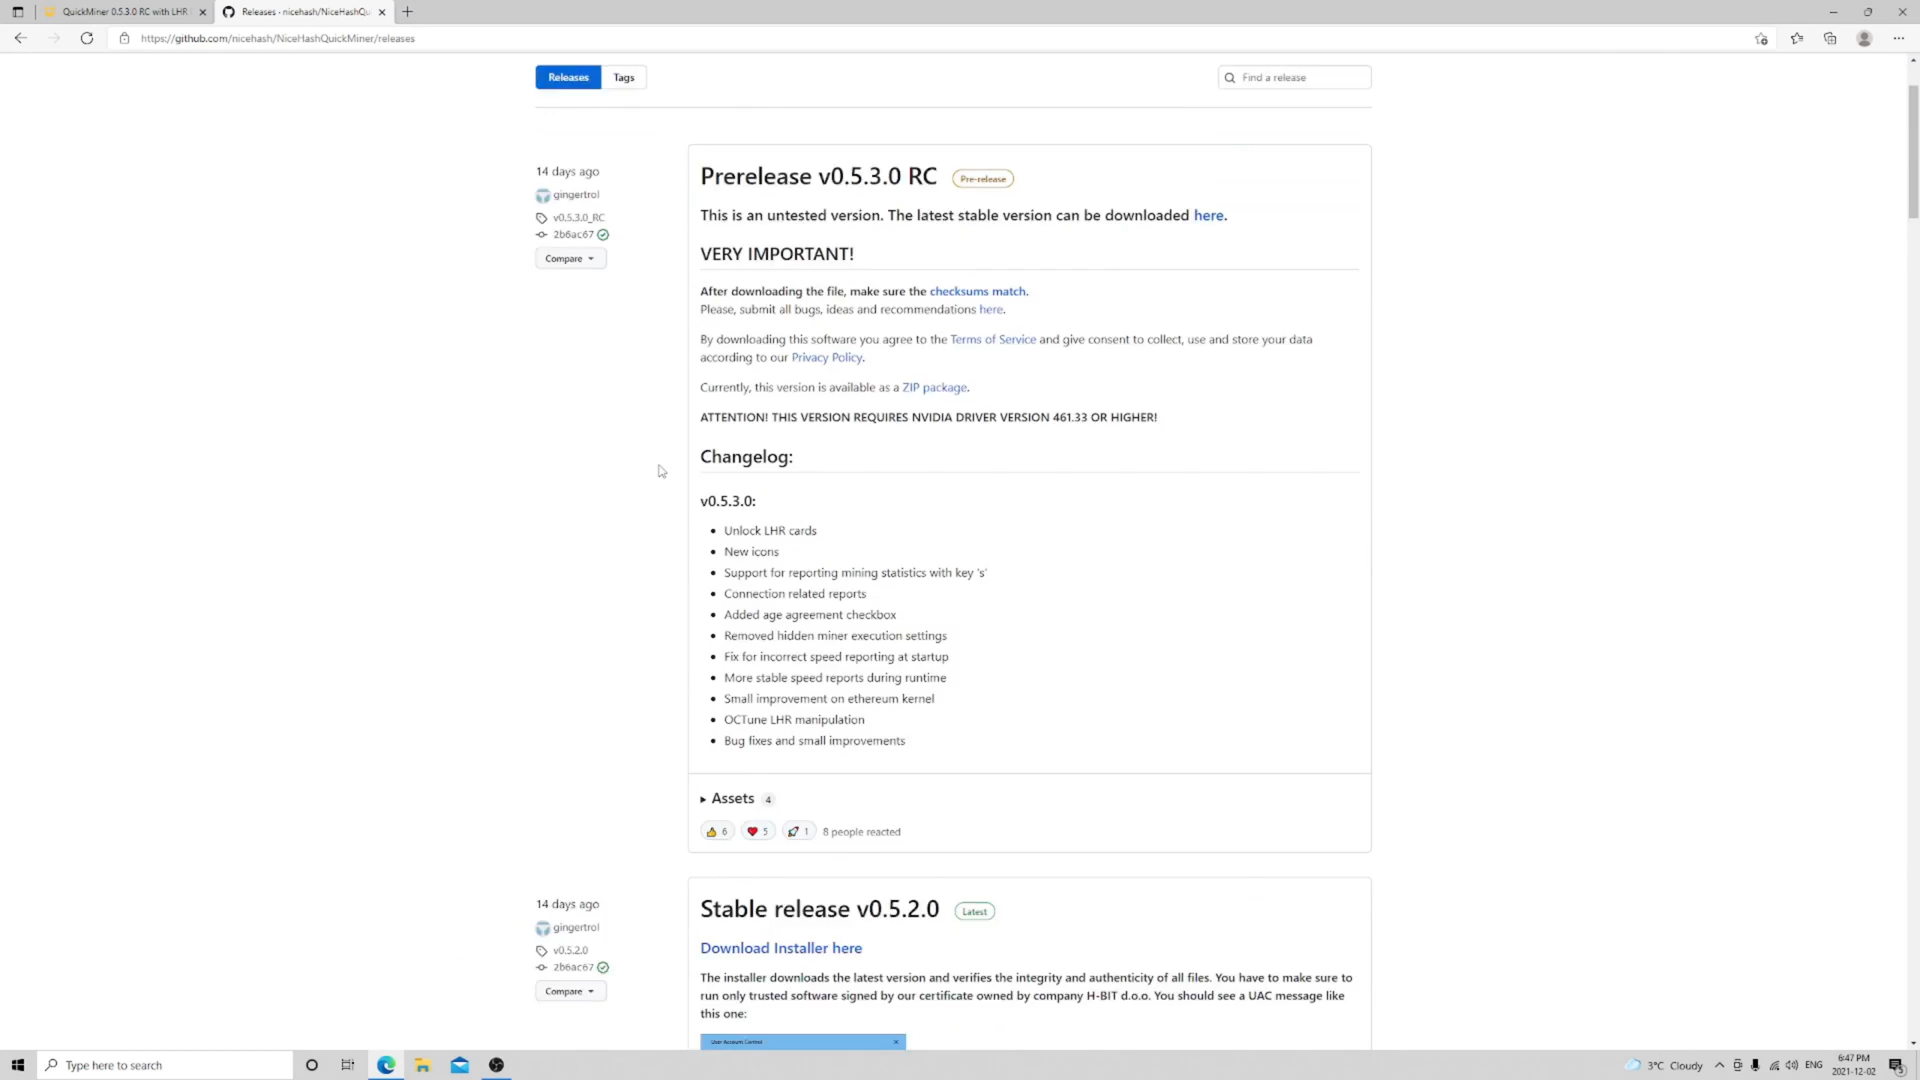 QuickMiner 0.5.3.0 RC with LHR
Releases · nicehash/NiceHashQu
https://github.com/nicehash/NiceHashQuickMiner/releases
Releases
Tags
Find a release
14 days ago
gingertrol
v0.5.3.0_RC
2b6ac67
Compare
Prerelease v0.5.3.0 RC
Pre-release
This is an untested version. The latest stable version can be downloaded here.
VERY IMPORTANT!
After downloading the file, make sure the checksums match.
Please, submit all bugs, ideas and recommendations here.
By downloading this software you agree to the Terms of Service and give consent to collect, use and store your data
according to our Privacy Policy.
Currently, this version is available as a ZIP package.
ATTENTION! THIS VERSION REQUIRES NVIDIA DRIVER VERSION 461.33 OR HIGHER!
Changelog:
v0.5.3.0:
Unlock LHR cards
New icons
Support for reporting mining statistics with key 's'
Connection related reports
Added age agreement checkbox
Removed hidden miner execution settings
Fix for incorrect speed reporting at startup
More stable speed reports during runtime
Small improvement on ethereum kernel
OCTune LHR manipulation
Bug fixes and small improvements
Assets 4
6
5
1
8 people reacted
14 days ago
gingertrol
v0.5.2.0
2b6ac67
Compare
Stable release v0.5.2.0
Latest
Download Installer here
The installer downloads the latest version and verifies the integrity and authenticity of all files. You have to make sure to
run only trusted software signed by our certificate owned by company H-BIT d.o.o. You should see a UAC message like
this one:
User Account Control
Type here to search
3°C Cloudy
ENG
6:47 PM
2021-12-02